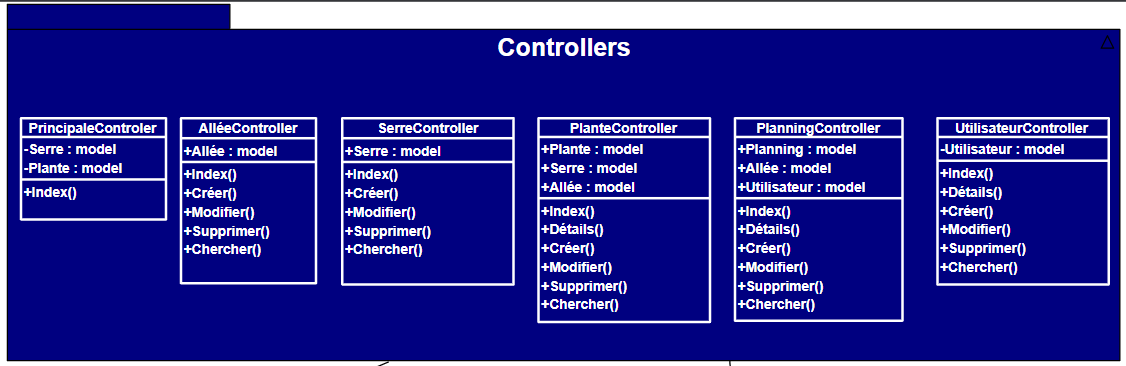 Controllers
PrincipaleControler
-Serre : model
-Plante : model
+Index()
AlléeController
+Allée : model
+Index()
+Créer()
+Modifier()
+Supprimer()
+Chercher()
SerreController
+Serre : model
+Index()
+Créer()
+Modifier()
+Supprimer()
+Chercher()
PlanteController
+Plante : model
+Serre : model
+Allée : model
+Index()
+Détails()
+Créer()
+Modifier()
+Supprimer()
+Chercher()
PlanningController
+Planning : model
+Allée : model
+Utilisateur : model
+Index()
+Détails()
+Créer()
+Modifier()
+Supprimer()
+Chercher()
UtilisateurController
-Utilisateur : model
+Index()
+Détails()
+Créer()
+Modifier()
+Supprimer()
+Chercher()